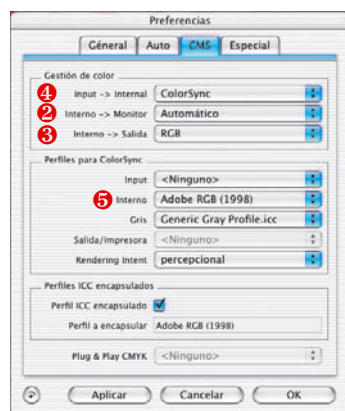 Preferencias
Géneral Auto CMS Especial
Gestión de color
4 Input -> Internal ColorSync
2 Interno -> Monitor Automático
3 Interno -> Salida RGB
Perfiles para ColorSync
Input <Ninguno>
5 Interno Adobe RGB (1998)
Gris Generic Gray Profile.icc
Salida/Impresora <Ninguno>
Rendering Intent percepcional
Perfiles ICC encapsulados
Perfil ICC encapsulado
Perfil a encapsular Adobe RGB (1998)
Plug & Play CMYK <Ninguno>
Aplicar Cancelar OK